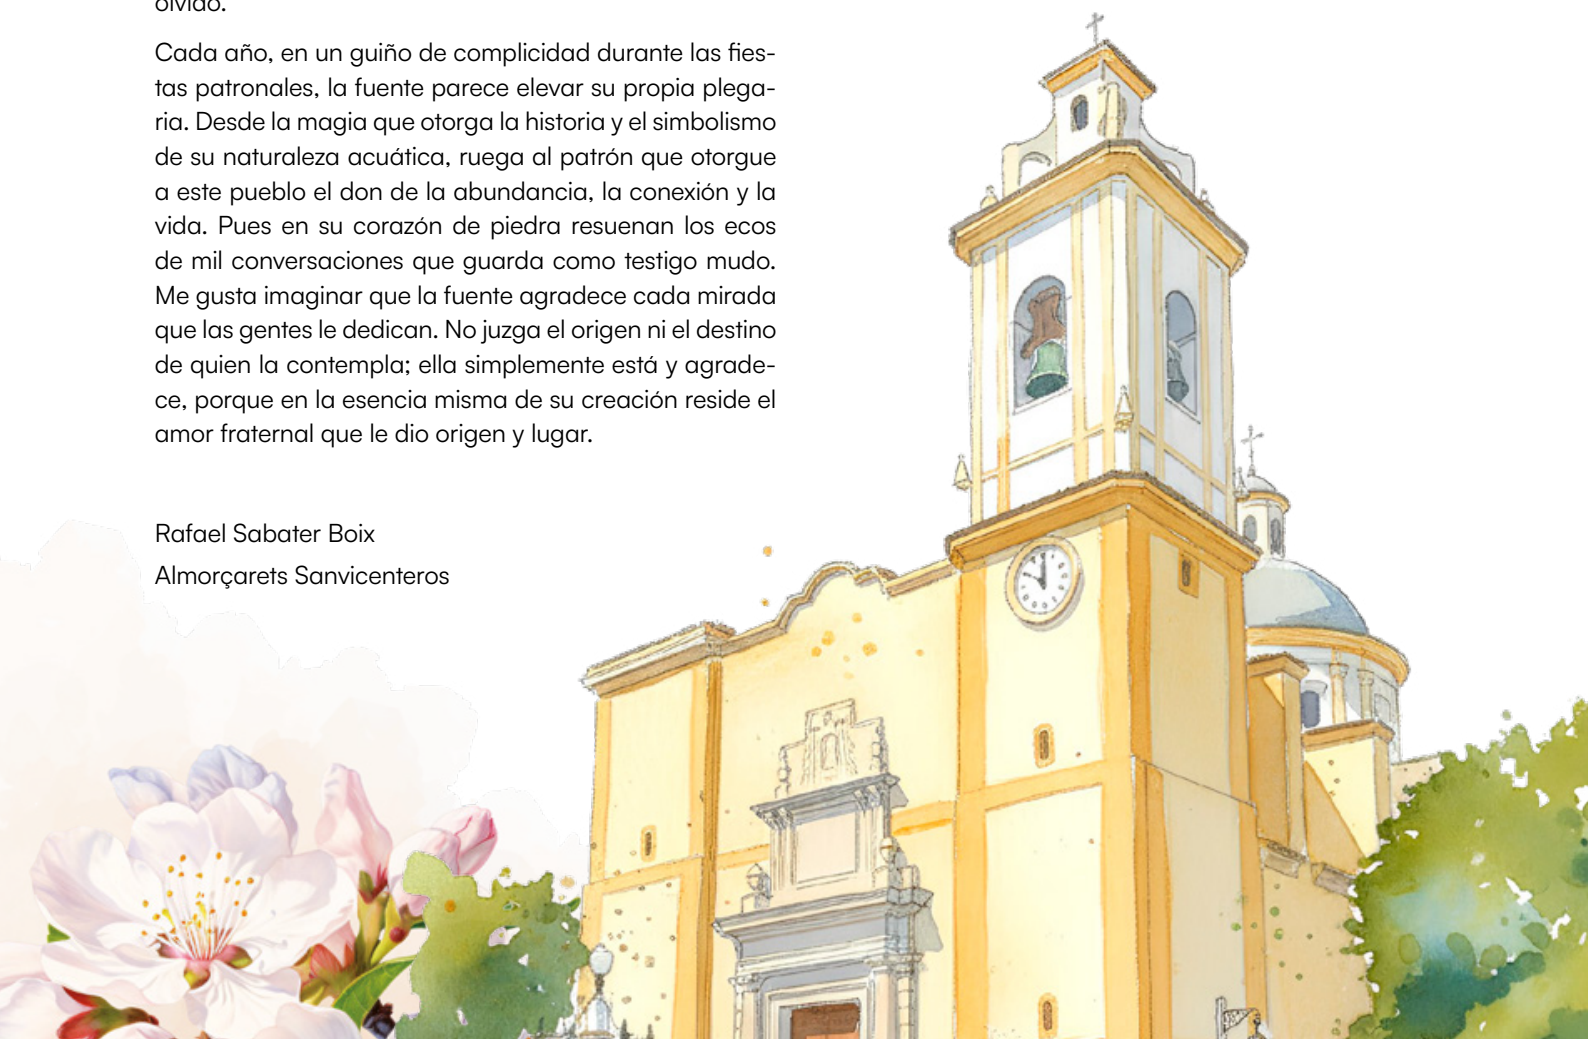 olvido.
Cada año, en un guiño de complicidad durante las fies-
tas patronales, la fuente parece elevar su propia plega-
ria. Desde la magia que otorga la historia y el simbolismo
de su naturaleza acuática, ruega al patrón que otorgue
a este pueblo el don de la abundancia, la conexión y la
vida. Pues en su corazón de piedra resuenan los ecos
de mil conversaciones que guarda como testigo mudo.
Me gusta imaginar que la fuente agradece cada mirada
que las gentes le dedican. No juzga el origen ni el destino
de quien la contempla; ella simplemente está y agrade-
ce, porque en la esencia misma de su creación reside el
amor fraternal que le dio origen y lugar.
Rafael Sabater Boix
Almorçarets Sanvicenteros